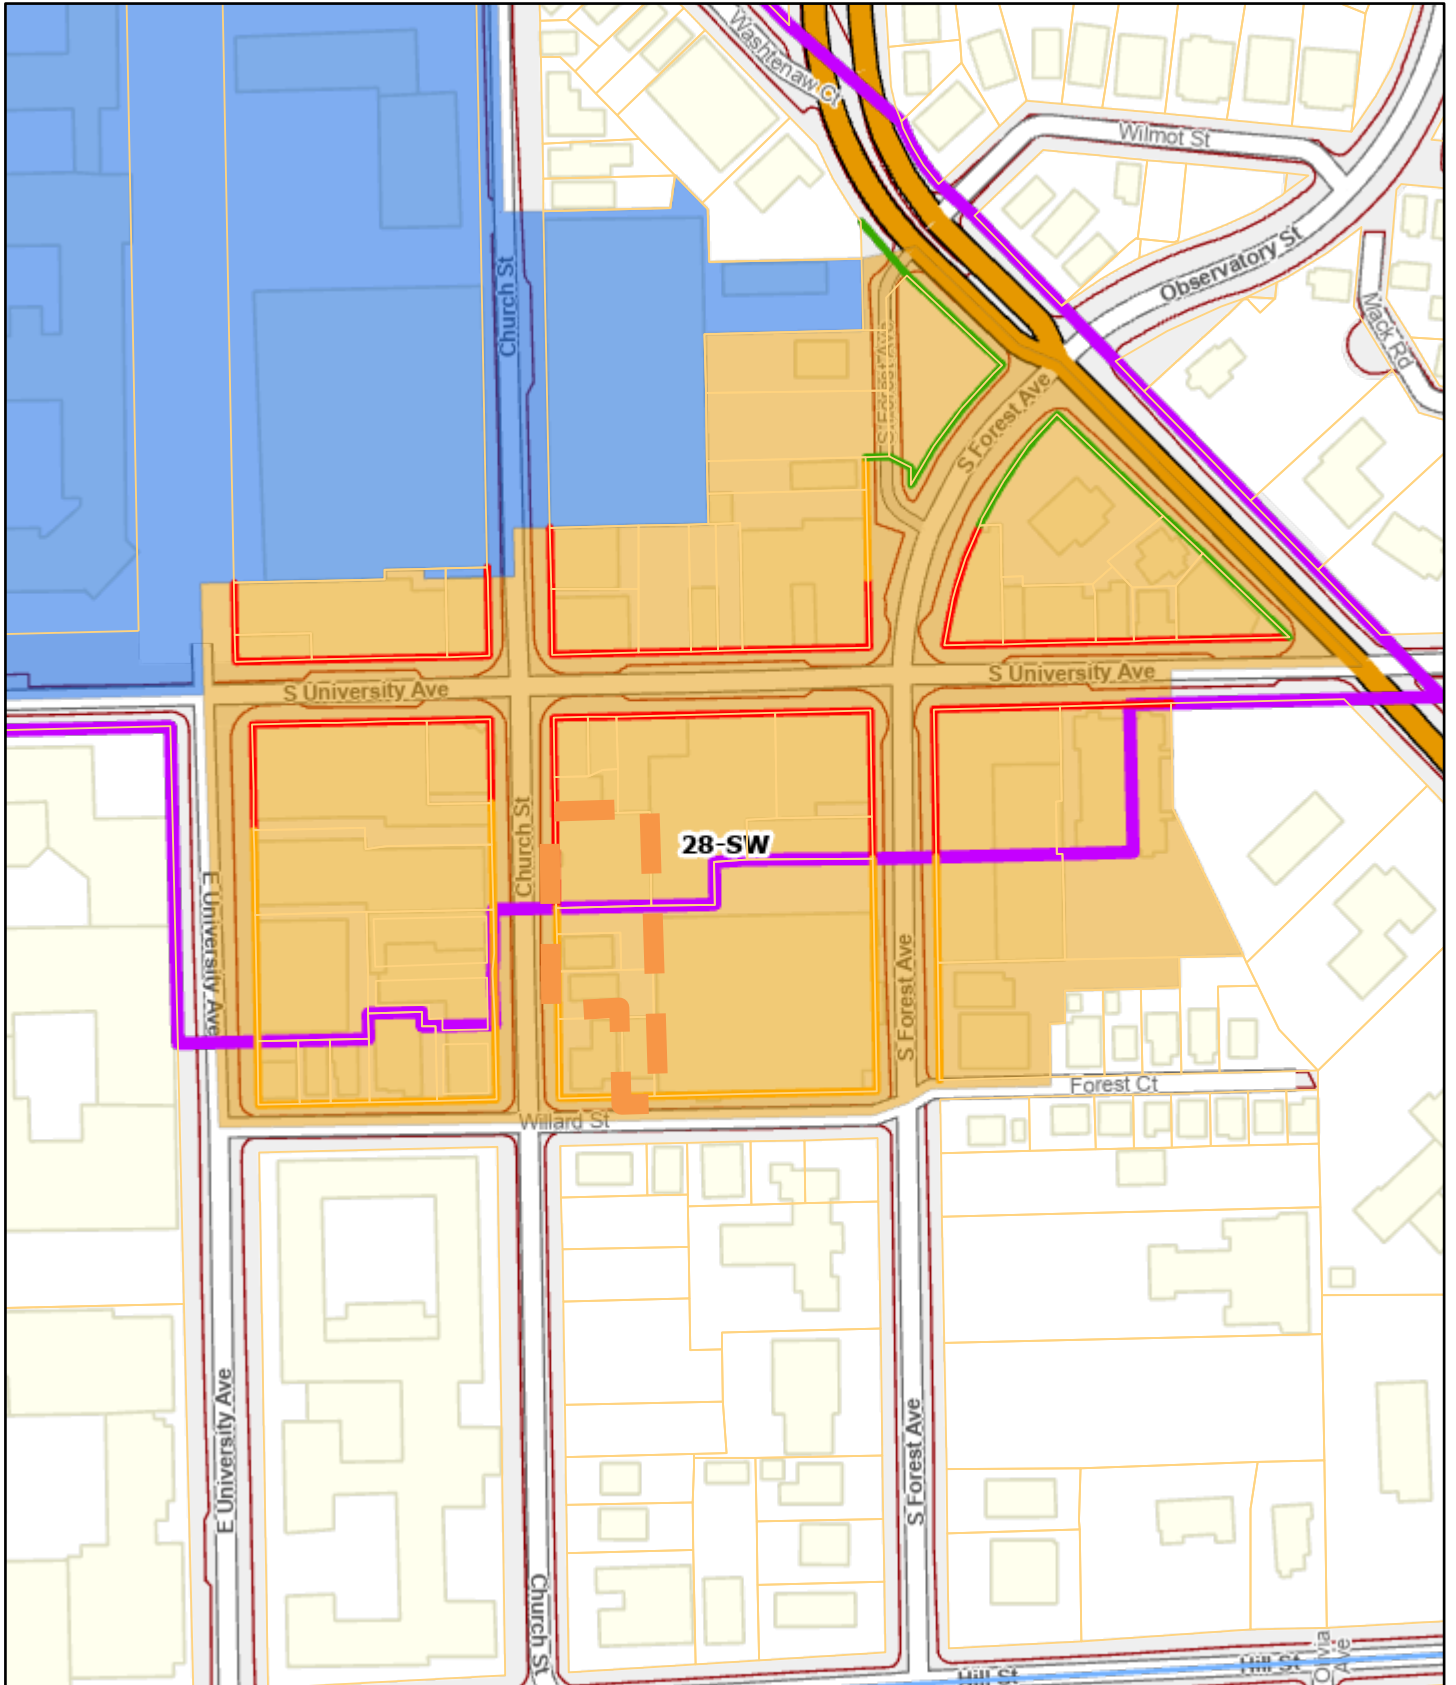 Washtenaw Ct
Wilmot St
Observatory St
Church St
Mack Rd
S Forest Ave
S Forest Ave
S University Ave
S University Ave
Church St
28-SW
E University Ave
S Forest Ave
Forest Ct
Willard St
E University Ave
S Forest Ave
Church St
Hill St
Hill St
Olivia
Ave